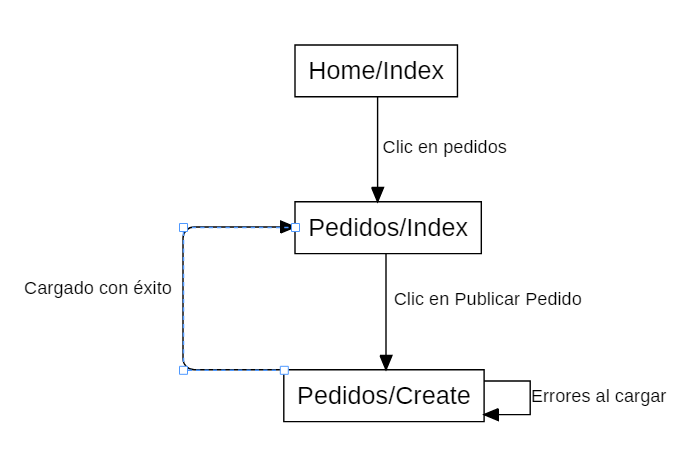 Home/Index
Clic en pedidos
Pedidos/Index
Cargado con éxito
Clic en Publicar Pedido
Pedidos/Create
Errores al cargar